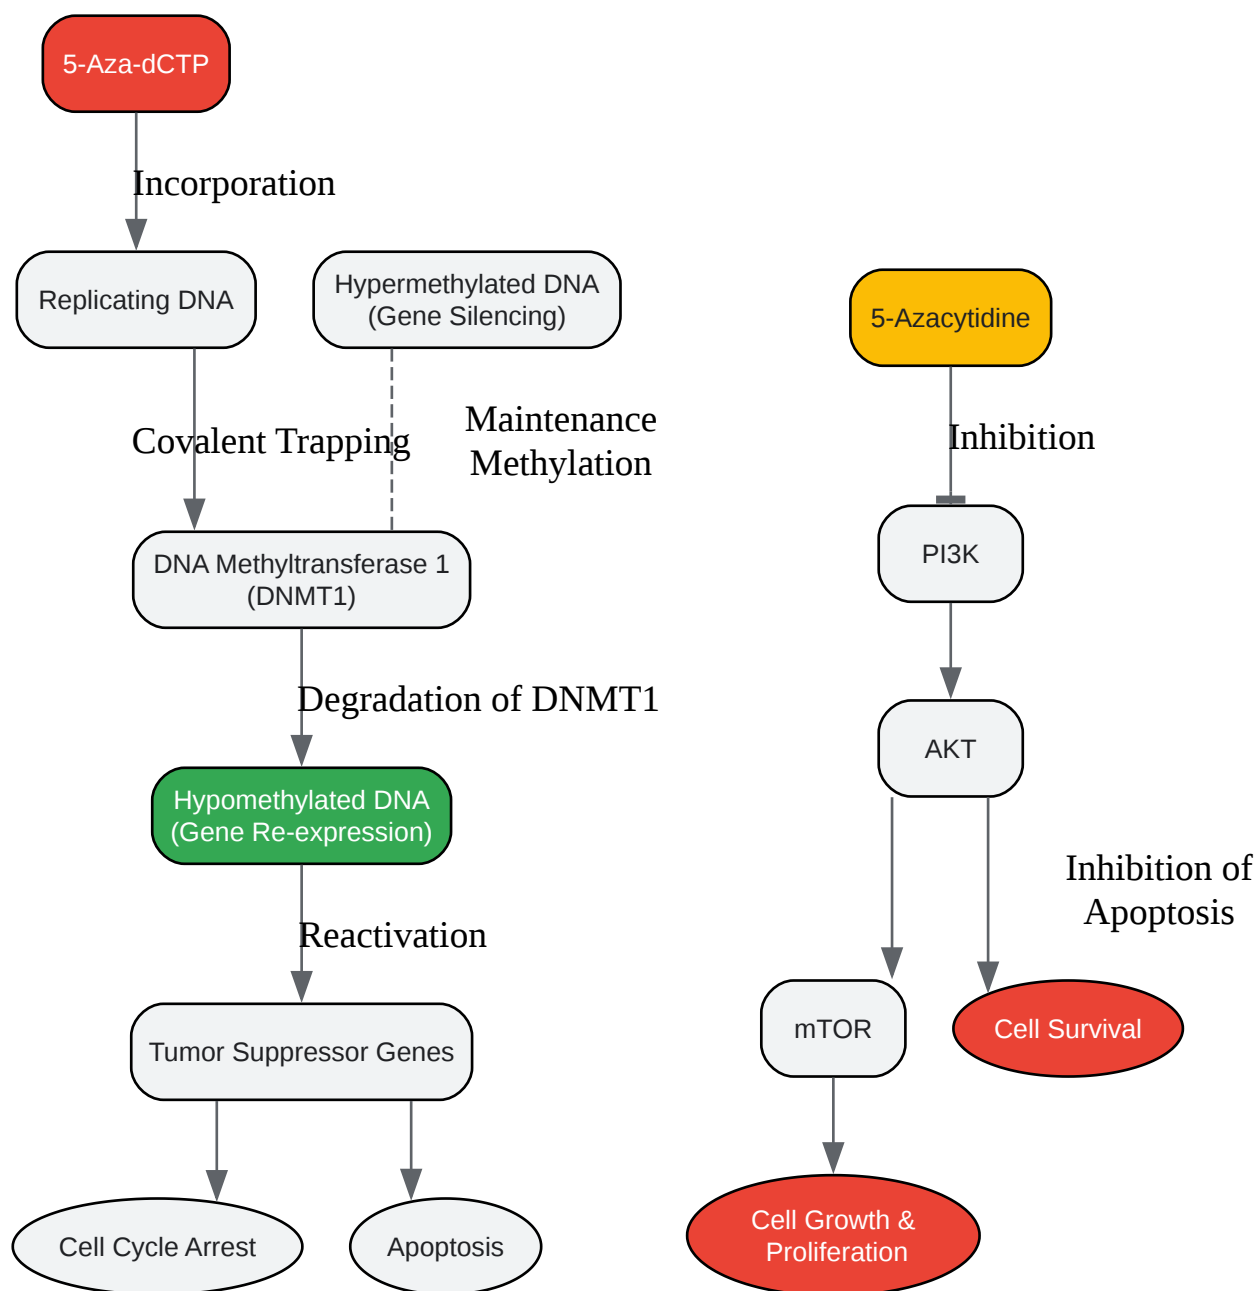 5-Aza-dCTP
Incorporation
Replicating DNA
Hypermethylated DNA
(Gene Silencing)
Covalent Trapping
Maintenance
Methylation
DNA Methyltransferase 1
(DNMT1)
Degradation of DNMT1
Hypomethylated DNA
(Gene Re-expression)
Reactivation
Tumor Suppressor Genes
Cell Cycle Arrest
Apoptosis
5-Azacytidine
Inhibition
PI3K
AKT
Inhibition of
Apoptosis
mTOR
Cell Survival
Cell Growth &
Proliferation